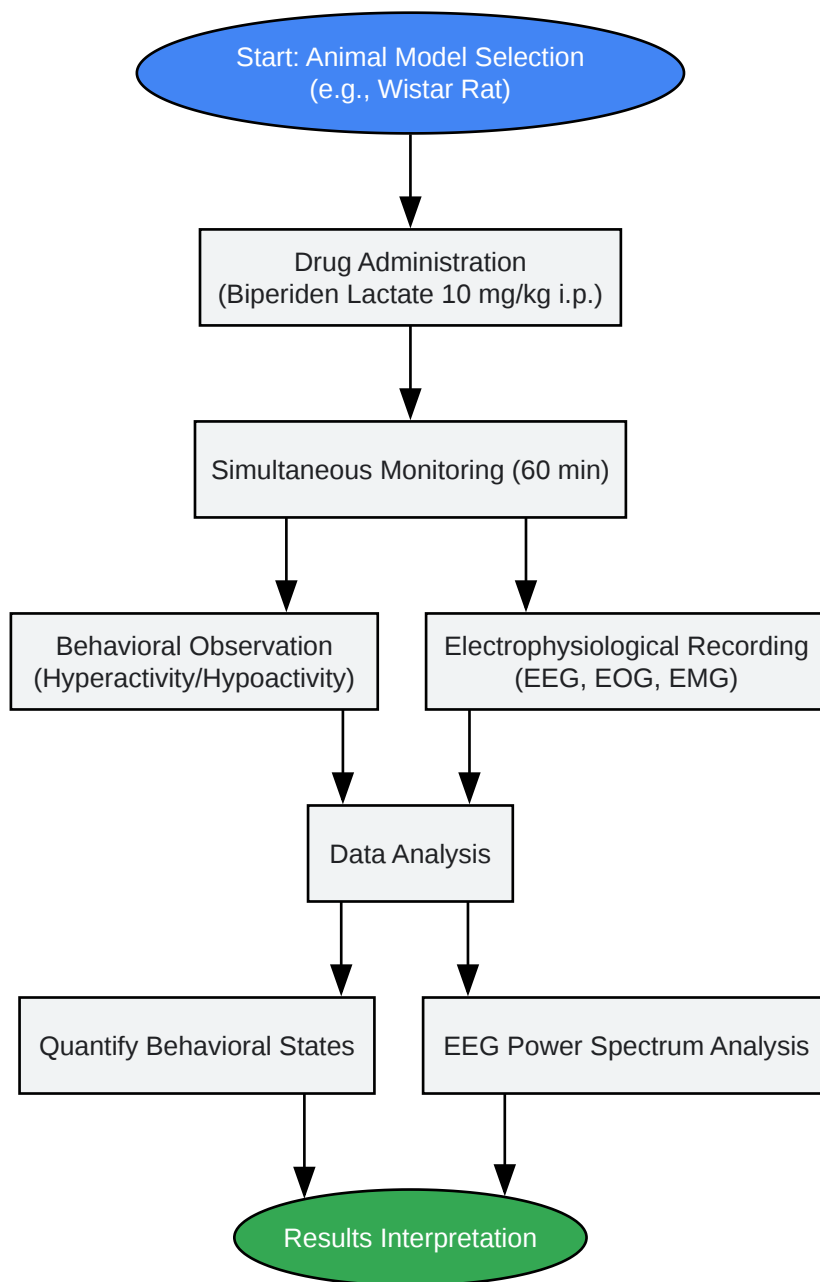 Start: Animal Model Selection
(e.g., Wistar Rat)
Drug Administration
(Biperiden Lactate 10 mg/kg i.p.)
Simultaneous Monitoring (60 min)
Behavioral Observation
(Hyperactivity/Hypoactivity)
Electrophysiological Recording
(EEG, EOG, EMG)
Data Analysis
Quantify Behavioral States
EEG Power Spectrum Analysis
Results Interpretation